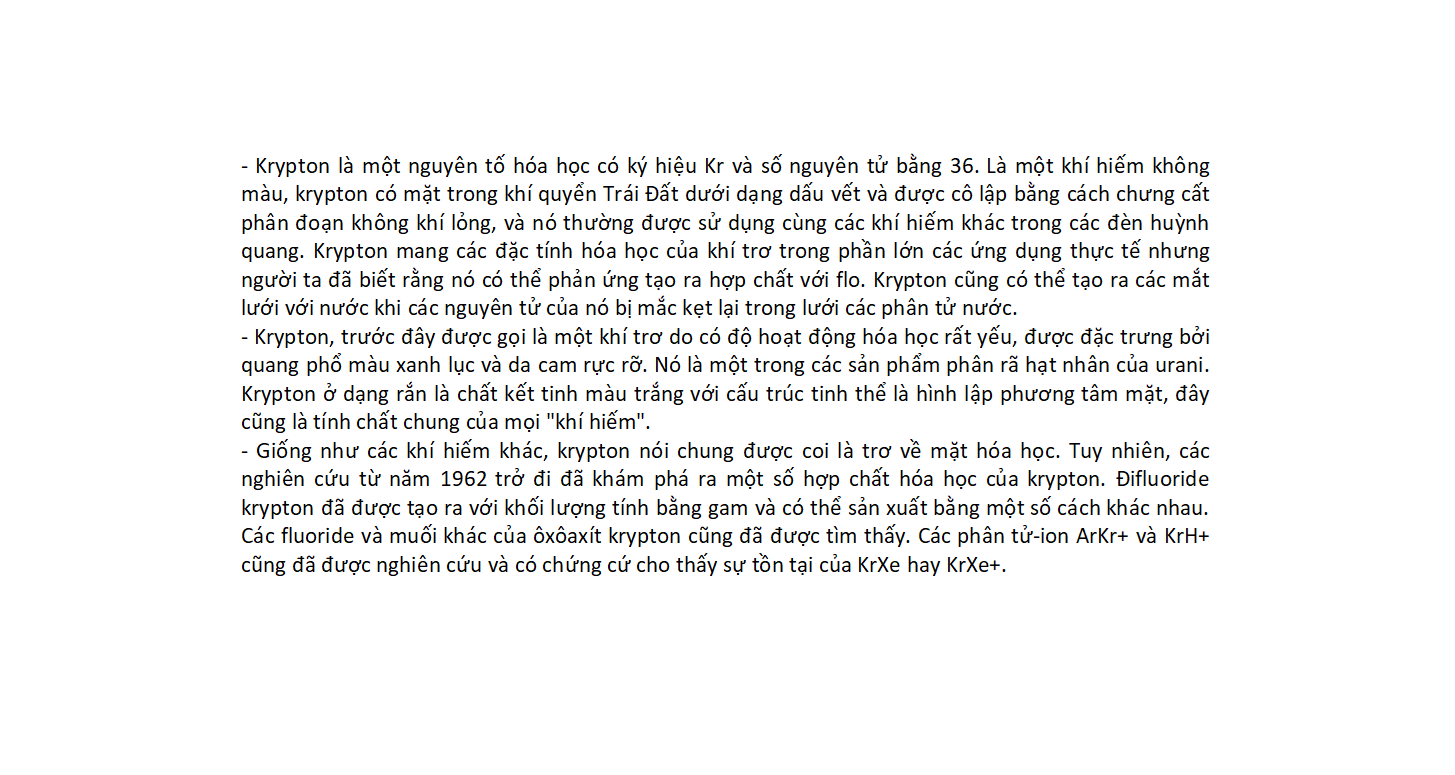 - Krypton là một nguyên tố hóa học có ký hiệu Kr và số nguyên tử bằng 36. Là một khí hiếm không
màu, krypton có mặt trong khí quyển Trái Đất dưới dạng dấu vết và được cô lập bằng cách chưng cất
phân đoạn không khí lỏng, và nó thường được sử dụng cùng các khí hiếm khác trong các đèn huỳnh
quang. Krypton mang các đặc tính hóa học của khí trơ trong phần lớn các ứng dụng thực tế nhưng
người ta đã biết rằng nó có thể phản ứng tạo ra hợp chất với flo. Krypton cũng có thể tạo ra các mắt
lưới với nước khi các nguyên tử của nó bị mắc kẹt lại trong lưới các phân tử nước.
- Krypton, trước đây được gọi là một khí trơ do có độ hoạt động hóa học rất yếu, được đặc trưng bởi
quang phổ màu xanh lục và da cam rực rỡ. Nó là một trong các sản phẩm phân rã hạt nhân của urani.
Krypton ở dạng rắn là chất kết tinh màu trắng với cấu trúc tinh thể là hình lập phương tâm mặt, đây
cũng là tính chất chung của mọi "khí hiếm".
- Giống như các khí hiếm khác, krypton nói chung được coi là trơ về mặt hóa học. Tuy nhiên, các
nghiên cứu từ năm 1962 trở đi đã khám phá ra một số hợp chất hóa học của krypton. Đifluoride
krypton đã được tạo ra với khối lượng tính bằng gam và có thể sản xuất bằng một số cách khác nhau.
Các fluoride và muối khác của ôxôaxít krypton cũng đã được tìm thấy. Các phân tử-ion ArKr+ và KrH+
cũng đã được nghiên cứu và có chứng cứ cho thấy sự tồn tại của KrXe hay KrXe+.